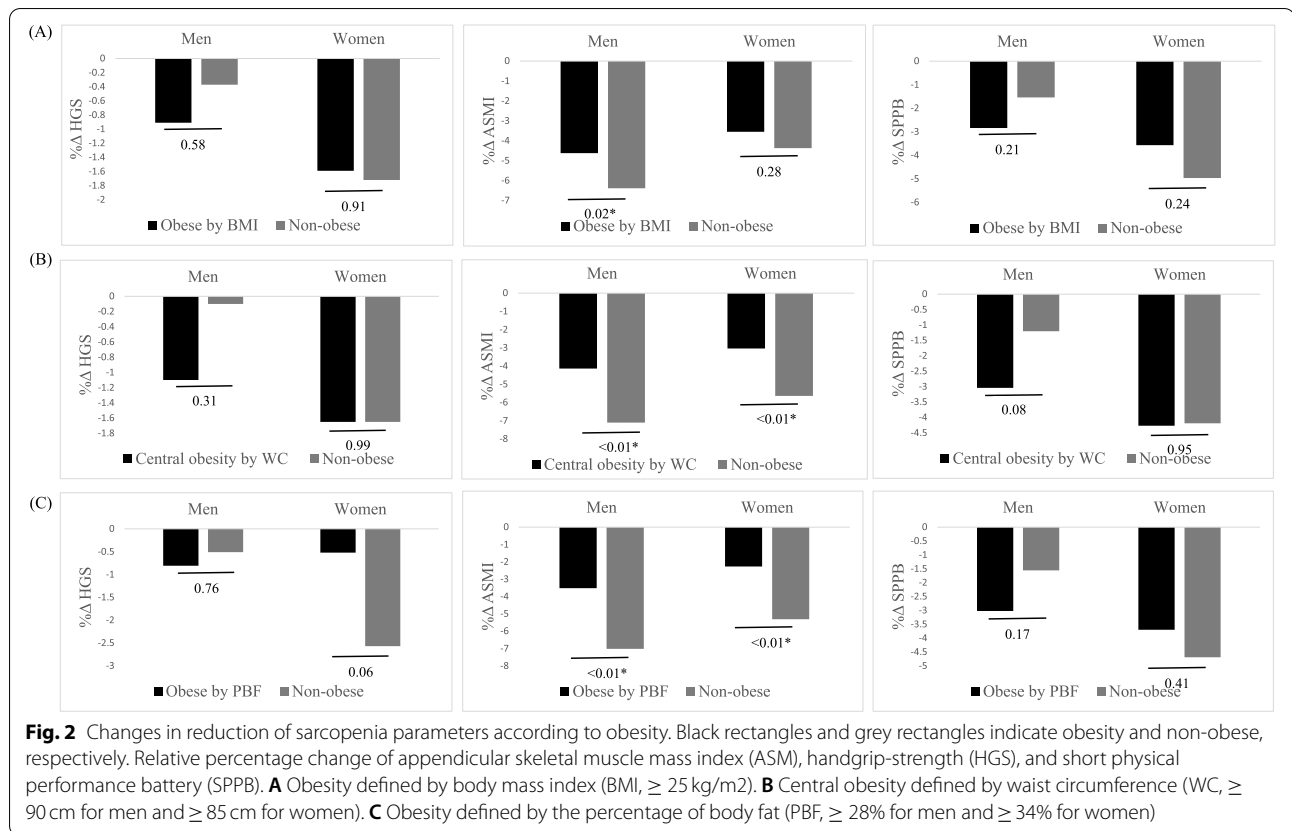 (A)
Men Women
0
-0.2
-0.4
-0.6
-0.8
-1
-1.2
-1.4
-1.6
-1.8
-2
%Δ HGS
0.58
0.91
Obese by BMI Non-obese
Men Women
0
-1
-2
-3
-4
-5
-6
-7
%Δ ASMI
0.02*
0.28
Obese by BMI Non-obese
Men Women
0
-1
-2
-3
-4
-5
-6
%Δ SPPB
0.21
0.24
Obese by BMI Non-obese
(B)
Men Women
0
-0.2
-0.4
-0.6
-0.8
-1
-1.2
-1.4
-1.6
-1.8
%Δ HGS
0.31
0.99
Central obesity by WC Non-obese
Men Women
0
-1
-2
-3
-4
-5
-6
-7
-8
%Δ ASMI
<0.01*
<0.01*
Central obesity by WC Non-obese
Men Women
0
-0.5
-1
-1.5
-2
-2.5
-3
-3.5
-4
-4.5
%Δ SPPB
0.08
0.95
Central obesity by WC Non-obese
(C)
Men Women
0
-0.5
-1
-1.5
-2
-2.5
-3
%Δ HGS
0.76
0.06
Obese by PBF Non-obese
Men Women
0
-1
-2
-3
-4
-5
-6
-7
-8
%Δ ASMI
<0.01*
<0.01*
Obese by PBF Non-obese
Men Women
0
-0.5
-1
-1.5
-2
-2.5
-3
-3.5
-4
-4.5
-5
%Δ SPPB
0.17
0.41
Obese by PBF Non-obese
Fig. 2 Changes in reduction of sarcopenia parameters according to obesity. Black rectangles and grey rectangles indicate obesity and non-obese,
respectively. Relative percentage change of appendicular skeletal muscle mass index (ASM), handgrip-strength (HGS), and short physical
performance battery (SPPB). A Obesity defined by body mass index (BMI, ≥ 25 kg/m2). B Central obesity defined by waist circumference (WC, ≥
90 cm for men and ≥ 85 cm for women). C Obesity defined by the percentage of body fat (PBF, ≥ 28% for men and ≥ 34% for women)